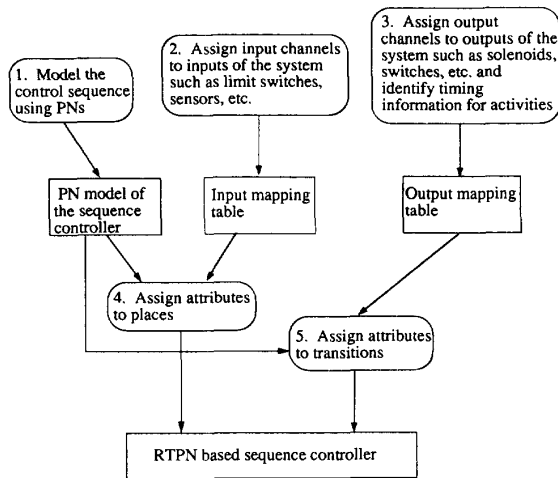 1. Model the
control sequence
using PNs
2. Assign input channels
to inputs of the system
such as limit switches,
sensors, etc.
3. Assign output
channels to outputs of the
system such as solenoids,
switches, etc. and
identify timing
information for activities
PN model of
the sequence
controller
Input mapping
table
Output mapping
table
4. Assign attributes
to places
5. Assign attributes
to transitions
RTPN based sequence controller